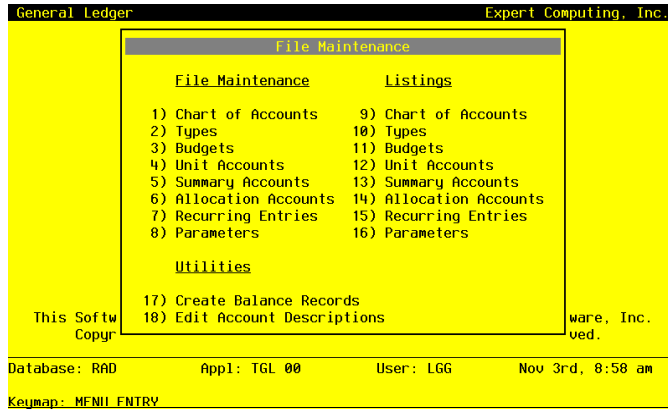 General Ledger Expert Computing, Inc.
File Maintenance
File Maintenance Listings
1) Chart of Accounts 9) Chart of Accounts
2) Types 10) Types
3) Budgets 11) Budgets
4) Unit Accounts 12) Unit Accounts
5) Summary Accounts 13) Summary Accounts
6) Allocation Accounts 14) Allocation Accounts
7) Recurring Entries 15) Recurring Entries
8) Parameters 16) Parameters
Utilities
17) Create Balance Records
This Softw 18) Edit Account Descriptions ware, Inc.
Copyr ved.
Database: RAD Appl: TGL 00 User: LGG Nov 3rd, 8:58 am
Keymap: MENU ENTRY